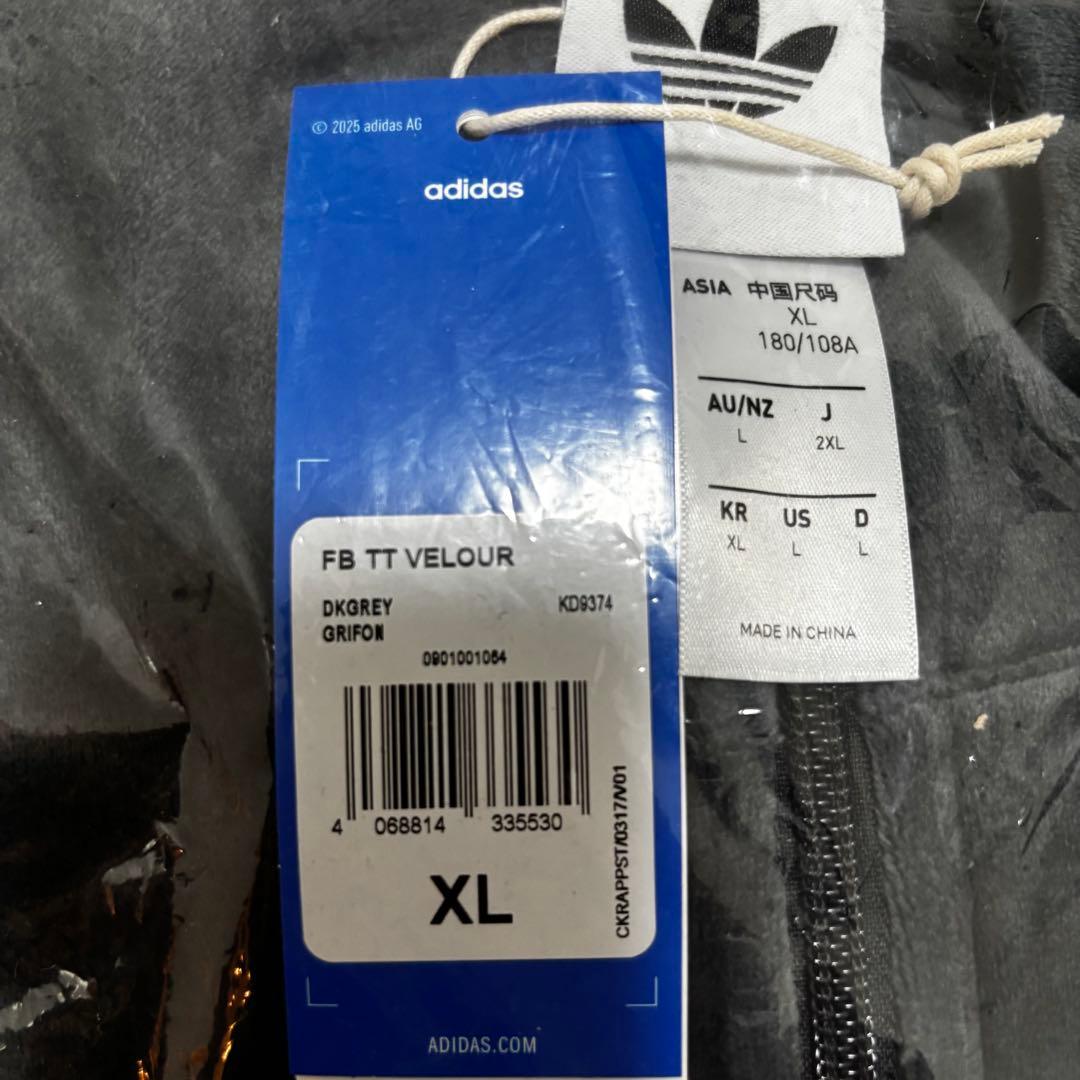 © 2025 adidas AG
adidas
FB TT VELOUR
DKGREY KD9374
GRIFON
0901001064
4 068814 335530
XL
CKRAPPST/0317/V01
ADIDAS.COM
ASIA 中国尺码
XL
180/108A
AU/NZ J
L 2XL
KR US D
XL L L
MADE IN CHINA